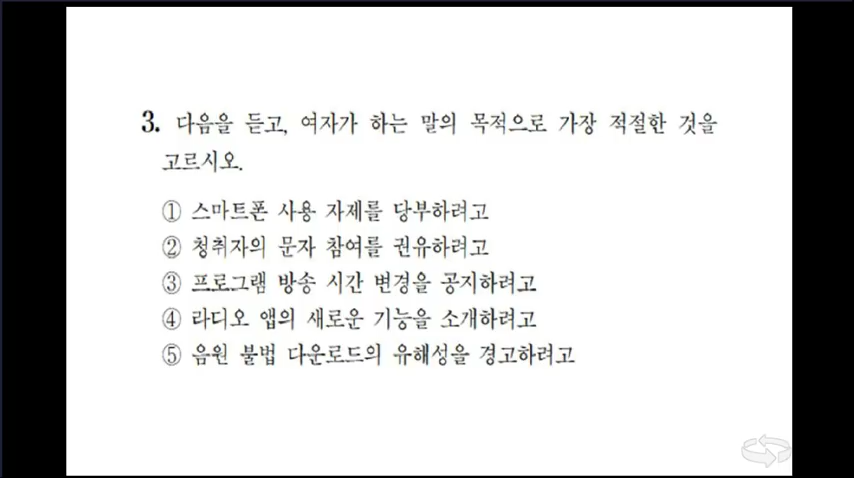 3. 다음을 듣고, 여자가 하는 말의 목적으로 가장 적절한 것을
고르시오.
① 스마트폰 사용 자제를 당부하려고
② 청취자의 문자 참여를 권유하려고
③ 프로그램 방송 시간 변경을 공지하려고
④ 라디오 앱의 새로운 기능을 소개하려고
⑤ 음원 불법 다운로드의 유해성을 경고하려고